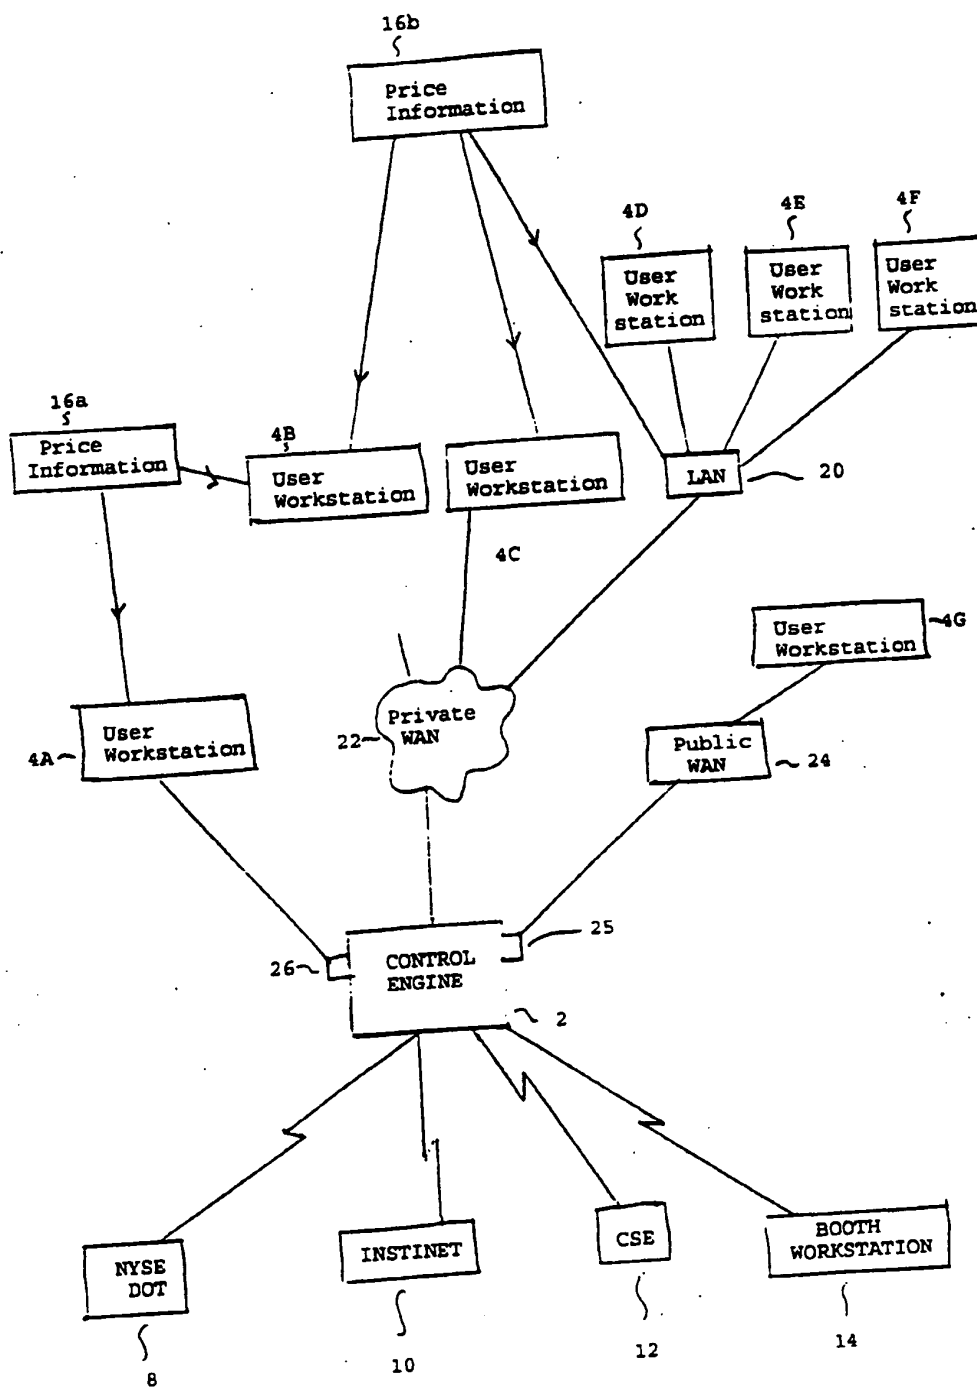 16b
Price
Information
4D
4E
4F
User
Work
station
User
Work
station
User
Work
station
16a
Price
Information
4B
User
Workstation
User
Workstation
LAN
20
4C
User
Workstation
4G
User
Workstation
4A
Private
WAN
22
Public
WAN
24
25
26
CONTROL
ENGINE
2
NYSE
DOT
INSTINET
CSE
BOOTH
WORKSTATION
8
10
12
14